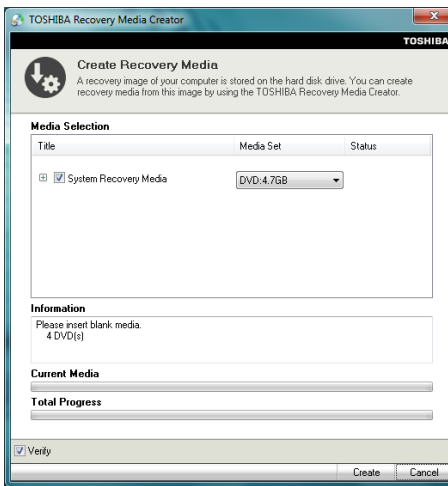 TOSHIBA Recovery Media Creator
TOSHIBA
Create Recovery Media
A recovery image of your computer is stored on the hard disk drive. You can create
recovery media from this image by using the TOSHIBA Recovery Media Creator.
Media Selection
Title Media Set Status
System Recovery Media DVD:4.7GB
Information
Please insert blank media.
4 DVD(s)
Current Media
Total Progress
Verify
Create Cancel